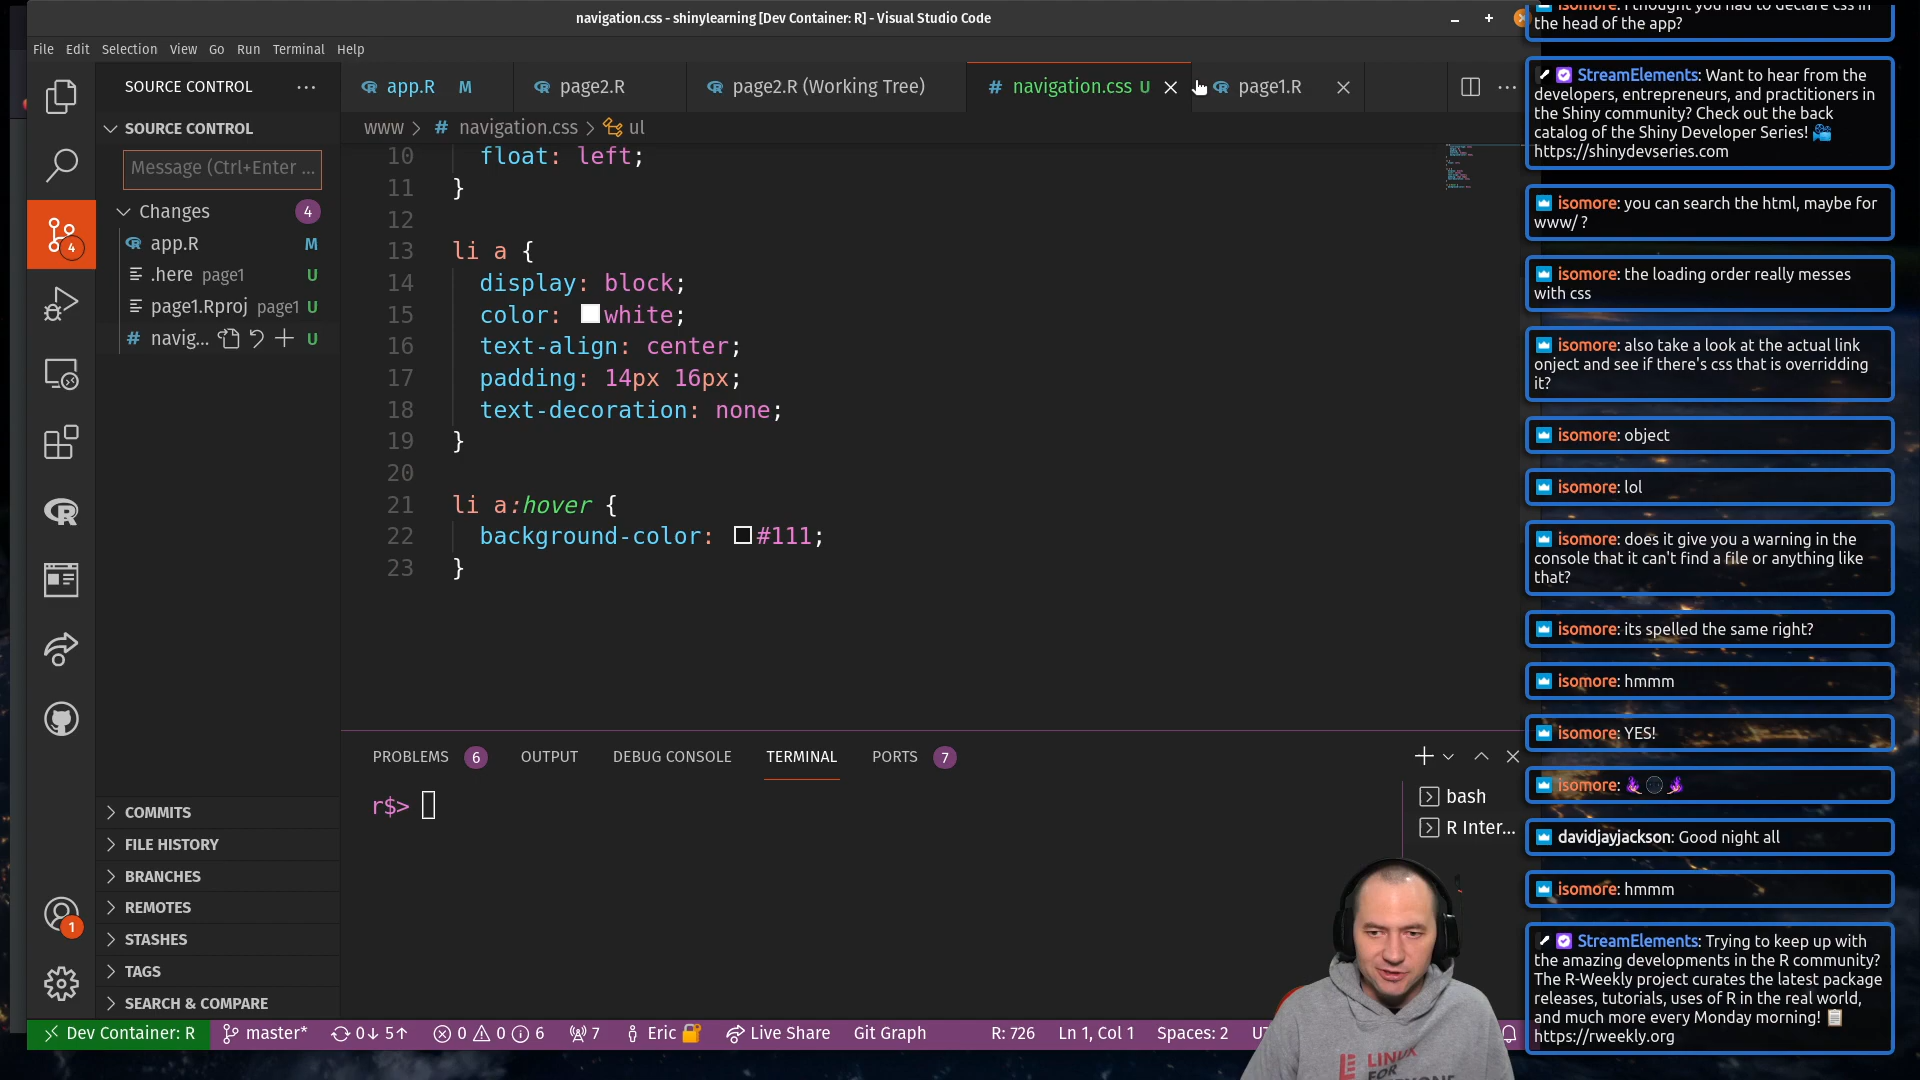 navigation.css - shinylearning [Dev Container: R] - Visual Studio Code
File Edit Selection View Go Run Terminal Help
SOURCE CONTROL
SOURCE CONTROL
Message (Ctrl+Enter ...
Changes 4
app.R M
.here page1 U
page1.Rproj page1 U
navig... U
4
1
COMMITS
FILE HISTORY
BRANCHES
REMOTES
STASHES
TAGS
SEARCH & COMPARE
app.R M
page2.R
page2.R (Working Tree)
navigation.css U
page1.R
www > navigation.css > ul
10 float: left;
11 }
12
13 li a {
14 display: block;
15 color: white;
16 text-align: center;
17 padding: 14px 16px;
18 text-decoration: none;
19 }
20
21 li a:hover {
22 background-color: #111;
23 }
PROBLEMS 6 OUTPUT DEBUG CONSOLE TERMINAL PORTS 7
r$>
bash
R Inter...
Dev Container: R master* 0↓ 5↑ 0 0 6 7 Eric Live Share Git Graph R: 726 Ln 1, Col 1 Spaces: 2
the head of the app?
StreamElements: Want to hear from the
developers, entrepreneurs, and practitioners in
the Shiny community? Check out the back
catalog of the Shiny Developer Series!
https://shinydevseries.com
isomore: you can search the html, maybe for
www/ ?
isomore: the loading order really messes
with css
isomore: also take a look at the actual link
onject and see if there's css that is overridding
it?
isomore: object
isomore: lol
isomore: does it give you a warning in the
console that it can't find a file or anything like
that?
isomore: its spelled the same right?
isomore: hmmm
isomore: YES!
isomore:
davidjayjackson: Good night all
isomore: hmmm
StreamElements: Trying to keep up with
the amazing developments in the R community?
The R-Weekly project curates the latest package
releases, tutorials, uses of R in the real world,
and much more every Monday morning!
https://rweekly.org
LINUX
FOR